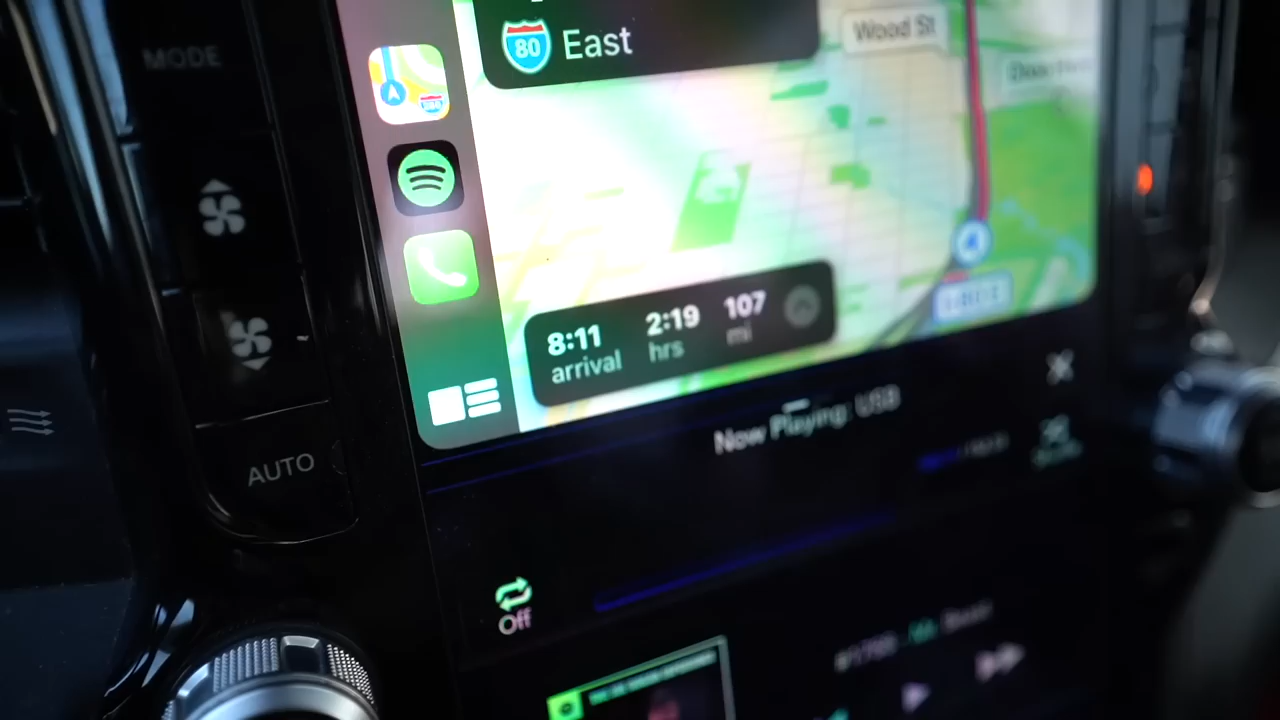 MODE
80 East
Wood St
8:11 2:19 107
arrival hrs mi
Now Playing: USB
AUTO
Off